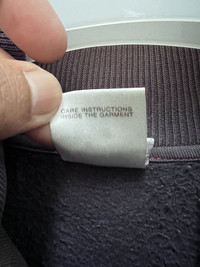 CARE INSTRUCTIONS
INSIDE THE GARMENT